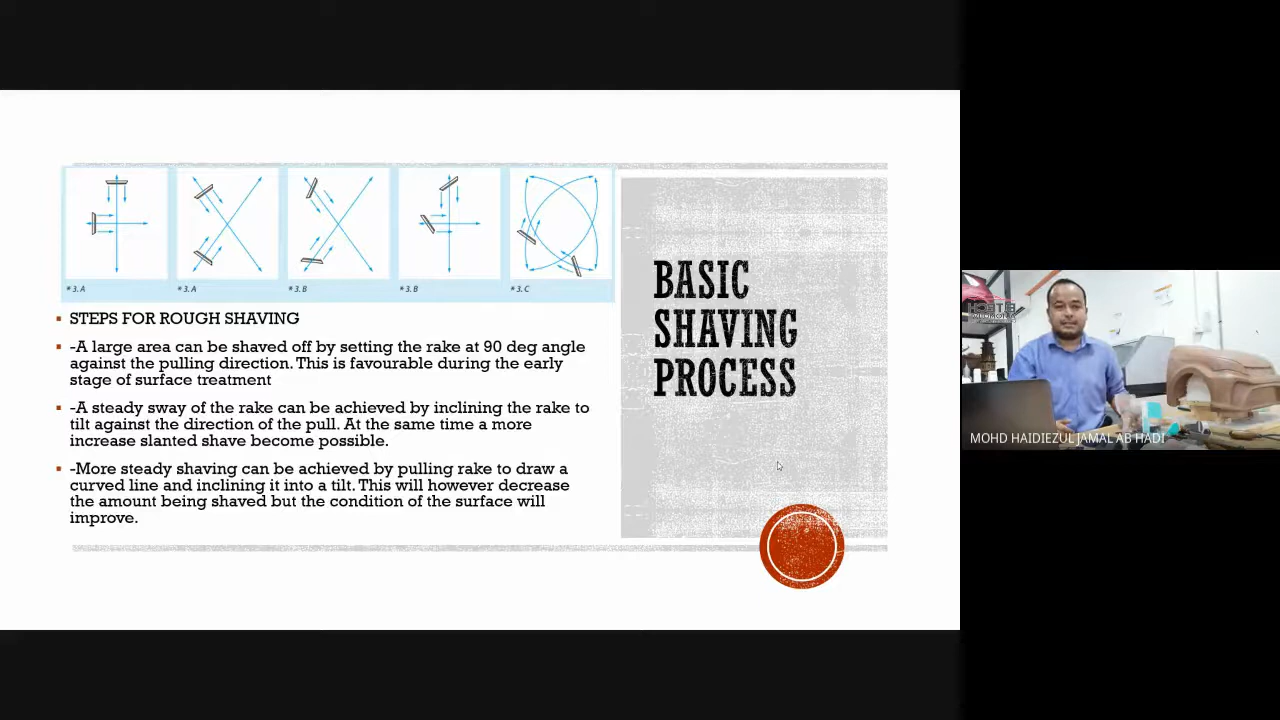 *3.A
*3.A
*3.B
*3.B
*3.C
▪ STEPS FOR ROUGH SHAVING
▪ -A large area can be shaved off by setting the rake at 90 deg angle
against the pulling direction. This is favourable during the early
stage of surface treatment
▪ -A steady sway of the rake can be achieved by inclining the rake to
tilt against the direction of the pull. At the same time a more
increase slanted shave become possible.
▪ -More steady shaving can be achieved by pulling rake to draw a
curved line and inclining it into a tilt. This will however decrease
the amount being shaved but the condition of the surface will
improve.
BASIC
SHAVING
PROCESS
MOHD HAIDIEZUL JAMAL AB HADI